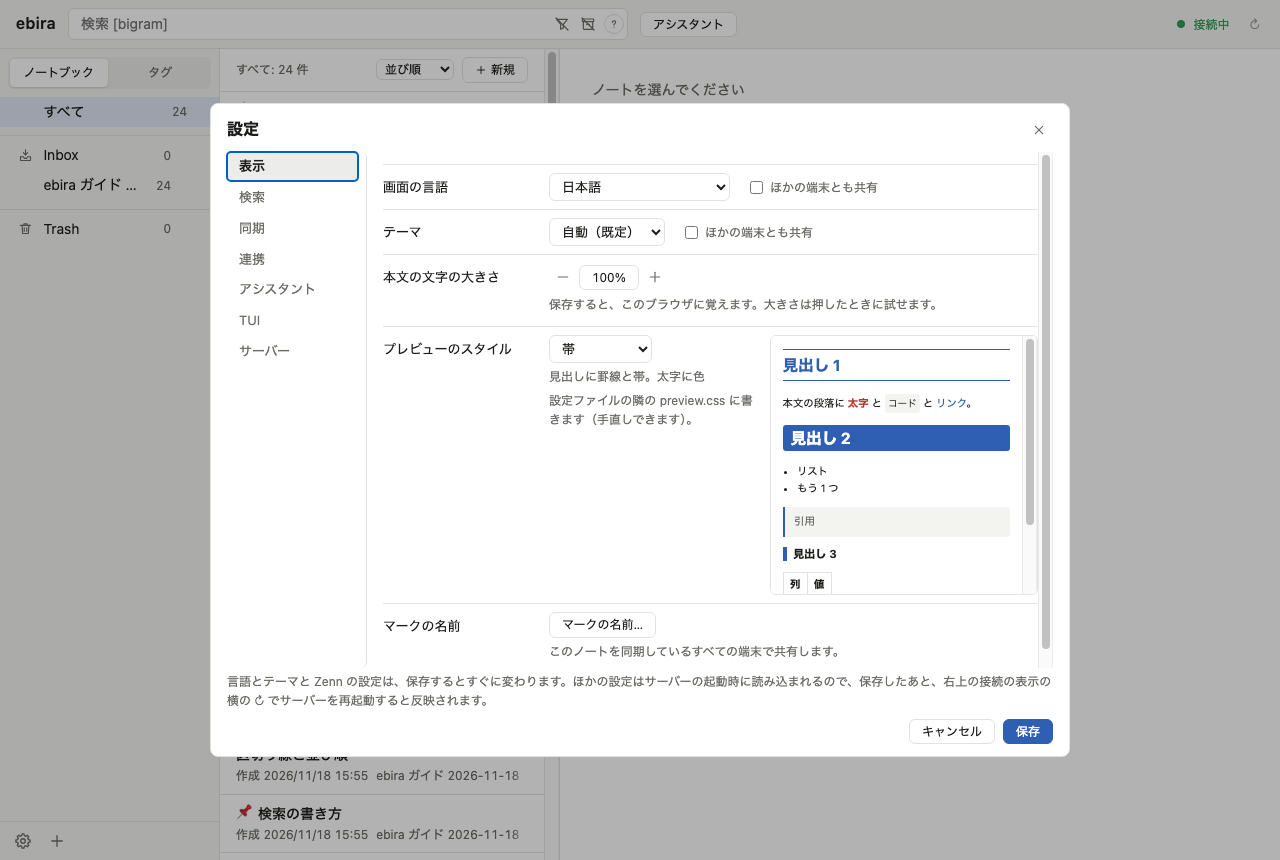 ebira
検索 [bigram]
?
アシスタント
接続中
ノートブック
タグ
すべて: 24 件
並び順
+ 新規
ノートを選んでください
すべて 24
Inbox 0
ebira ガイド ... 24
Trash 0
設定
表示
検索
同期
連携
アシスタント
TUI
サーバー
画面の言語
日本語
ほかの端末とも共有
テーマ
自動（既定）
ほかの端末とも共有
本文の文字の大きさ
100%
保存すると、このブラウザに覚えます。大きさは押したときに試せます。
プレビューのスタイル
帯
見出しに罫線と帯。太字に色
設定ファイルの隣の preview.css に書
きます（手直しできます）。
見出し 1
本文の段落に 太字 と コード と リンク。
見出し 2
リスト
もう 1 つ
引用
見出し 3
列 値
マークの名前
マークの名前...
このノートを同期しているすべての端末で共有します。
言語とテーマと Zenn の設定は、保存するとすぐに変わります。ほかの設定はサーバーの起動時に読み込まれるので、保存したあと、右上の接続の表示の
横の ↻ でサーバーを再起動すると反映されます。
キャンセル
保存
作成 2026/11/18 15:55 ebira ガイド 2026-11-18
検索の書き方
作成 2026/11/18 15:55 ebira ガイド 2026-11-18